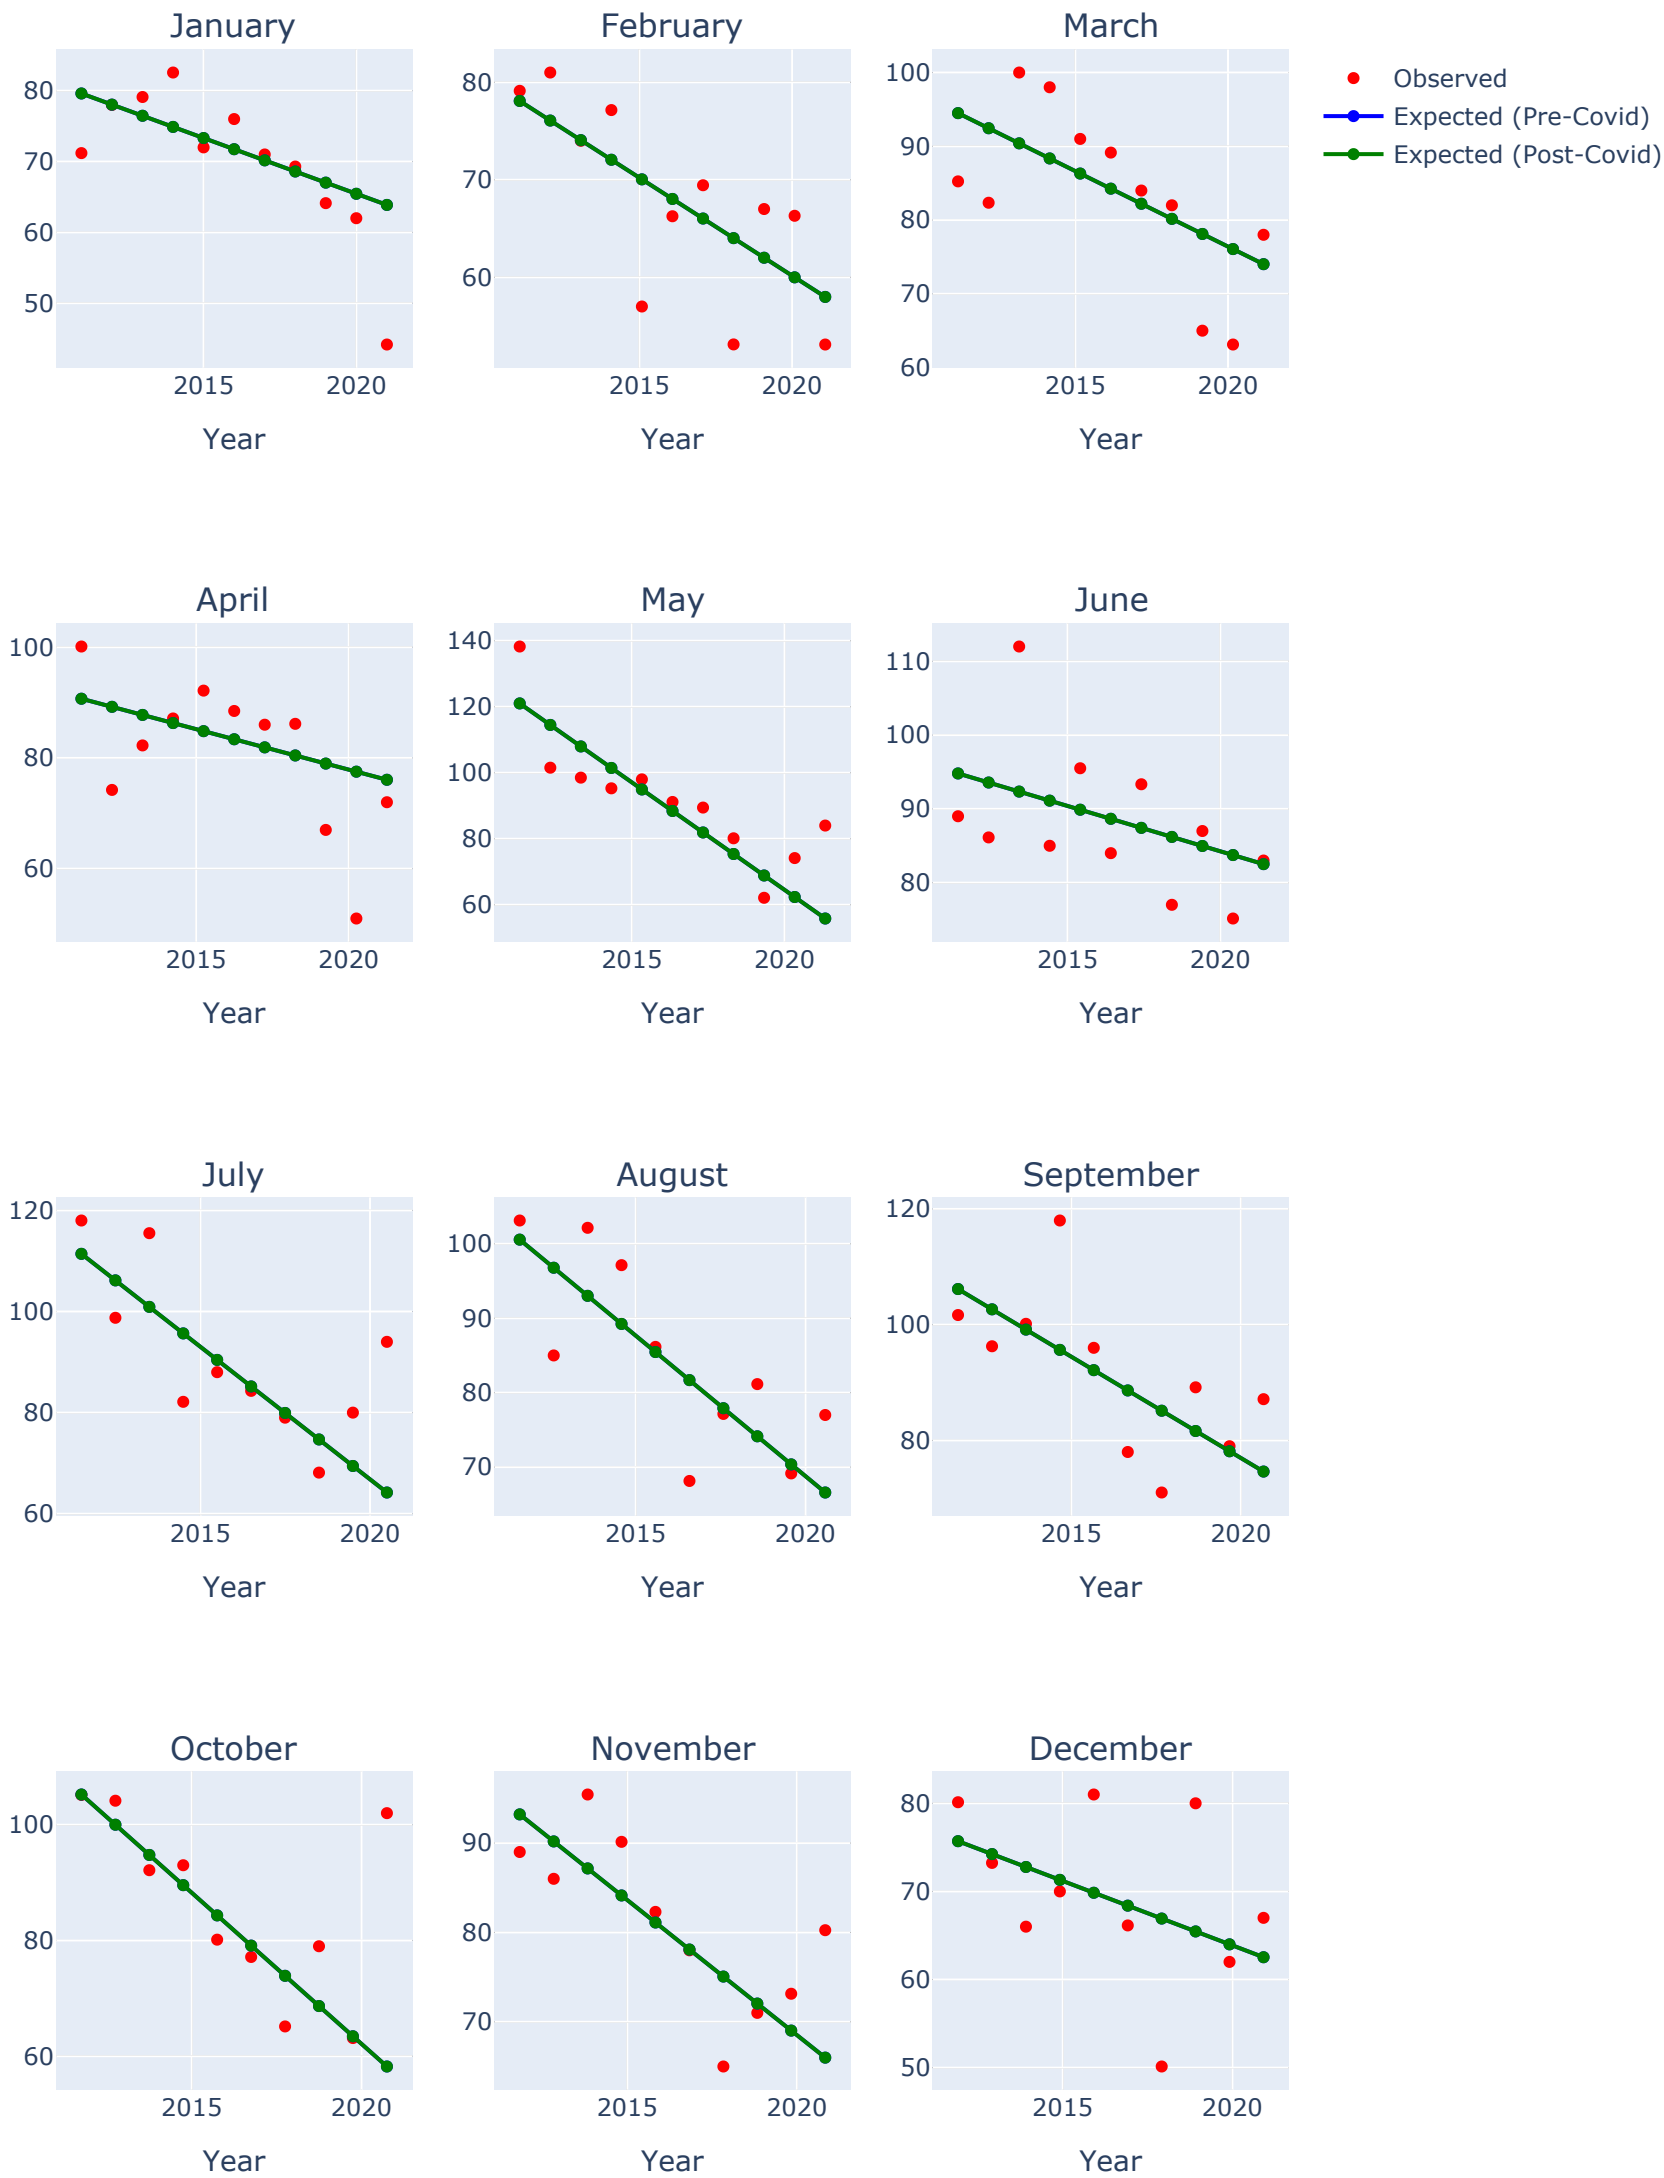 January
February
March
80
70
60
50
2015
2020
Year
80
70
60
2015
2020
Year
100
90
80
70
60
2015
2020
Year
Observed
Expected (Pre-Covid)
Expected (Post-Covid)
April
May
June
100
80
60
2015
2020
Year
140
120
100
80
60
2015
2020
Year
110
100
90
80
2015
2020
Year
July
August
September
120
100
80
60
2015
2020
Year
100
90
80
70
2015
2020
Year
120
100
80
2015
2020
Year
October
November
December
100
80
60
2015
2020
Year
90
80
70
2015
2020
Year
80
70
60
50
2015
2020
Year